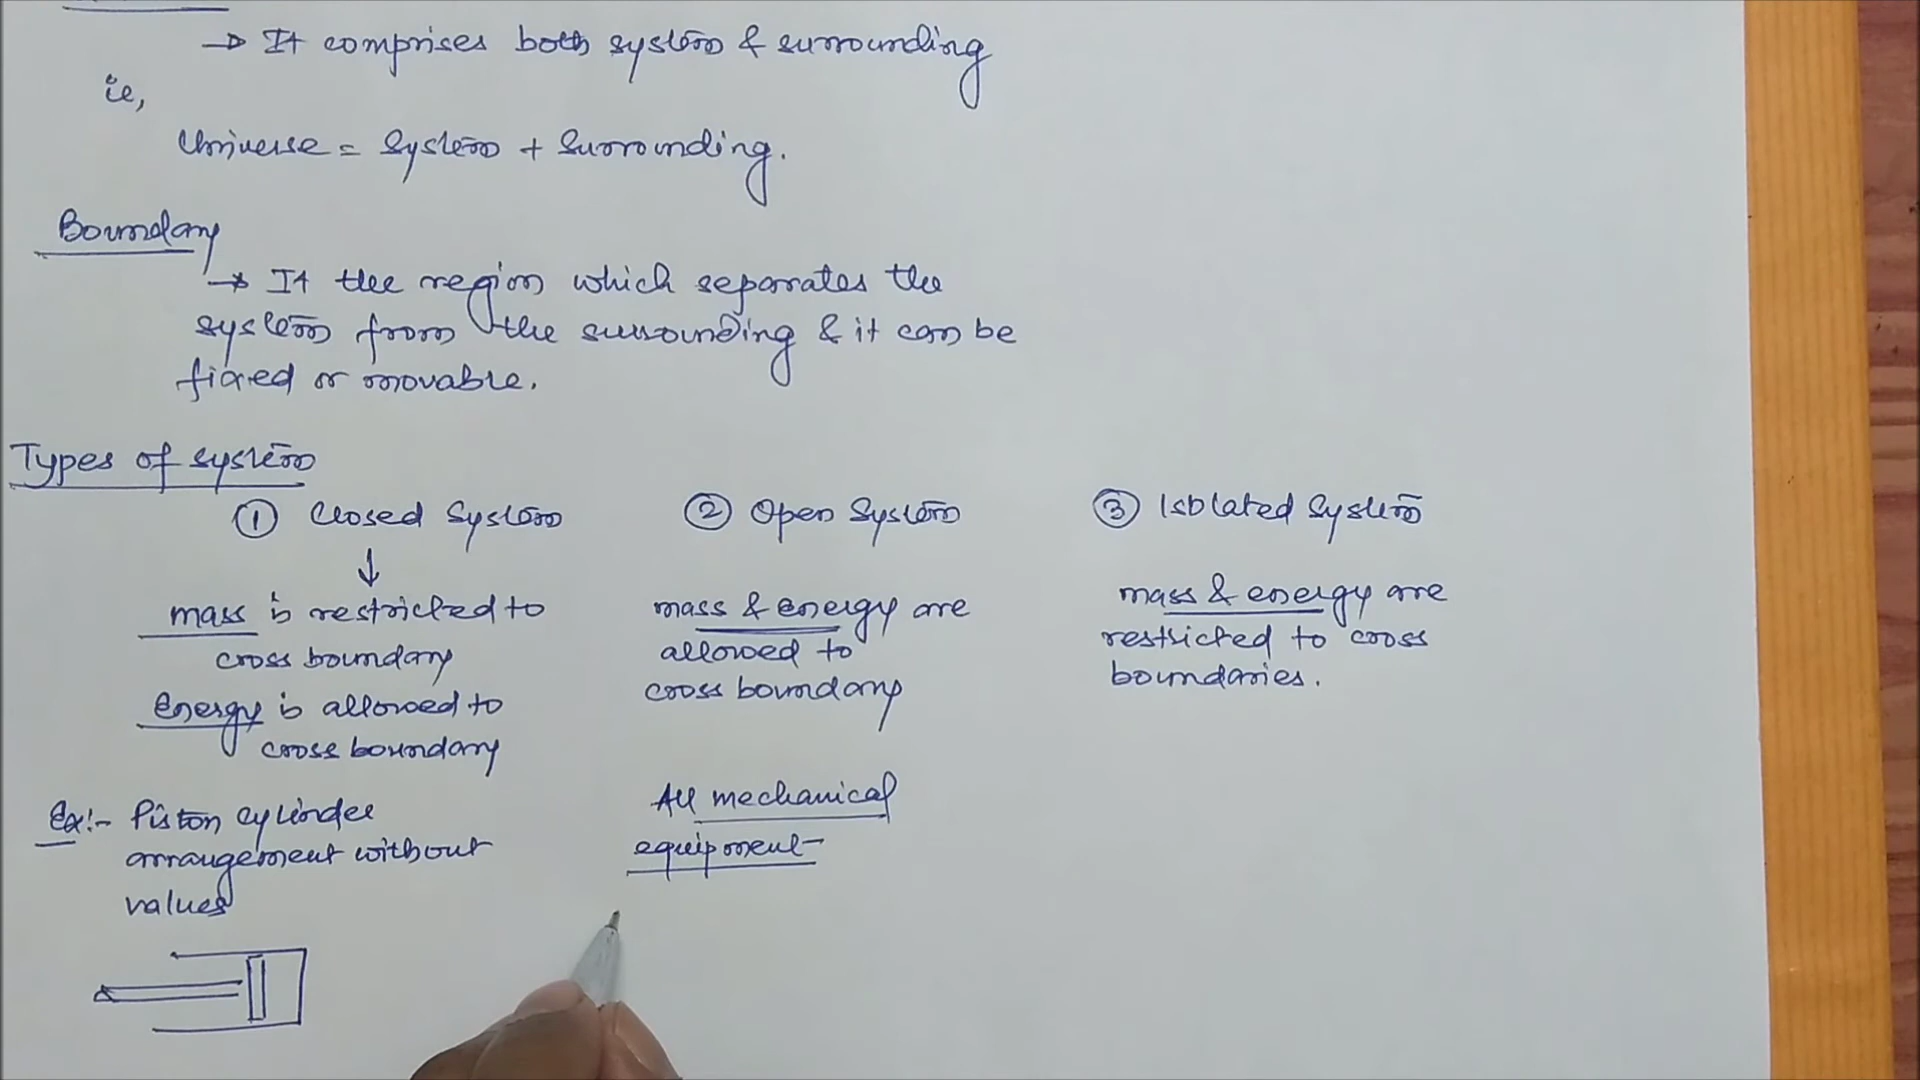 → It comprises both system & surrounding
ie,
Universe = System + Surrounding.
Boundary
→ It the region which separates the
system from the surrounding & it can be
fixed or movable.
Types of system
① Closed System
② Open System
③ Isolated System
↓
mass is restricted to
cross boundary
Energy is allowed to
cross boundary
mass & energy are
allowed to
cross boundary
mass & energy are
restricted to cross
boundaries.
Ex:- Piston cylinder
arrangement without
values
All mechanical
equipment